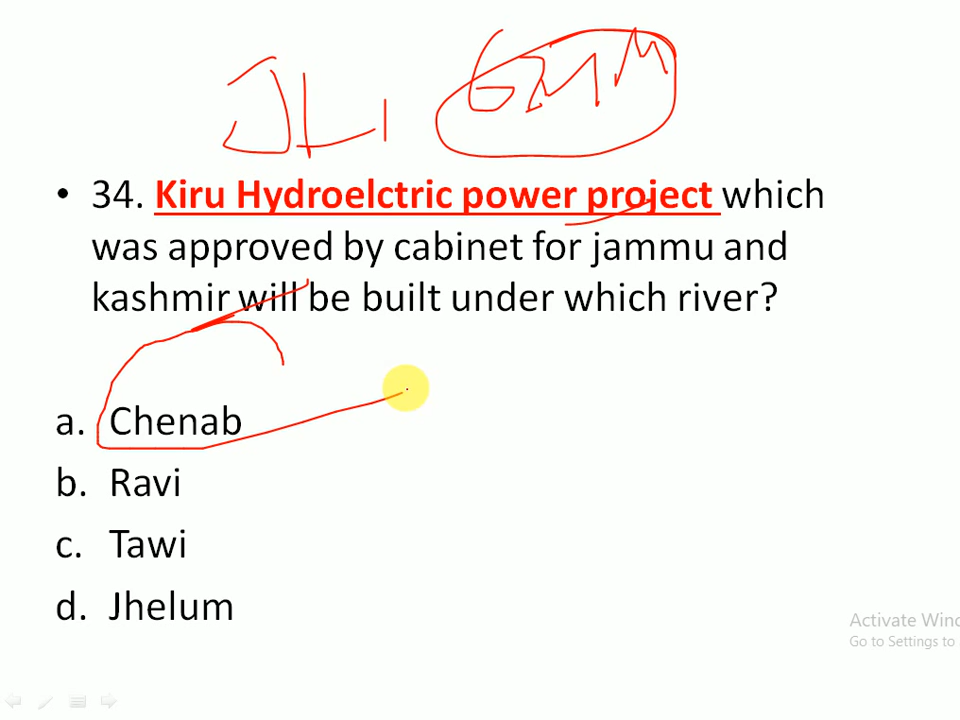 • 34. Kiru Hydroelctric power project which
was approved by cabinet for jammu and
kashmir will be built under which river?
a. Chenab
b. Ravi
c. Tawi
d. Jhelum
Activate Wind
Go to Settings to